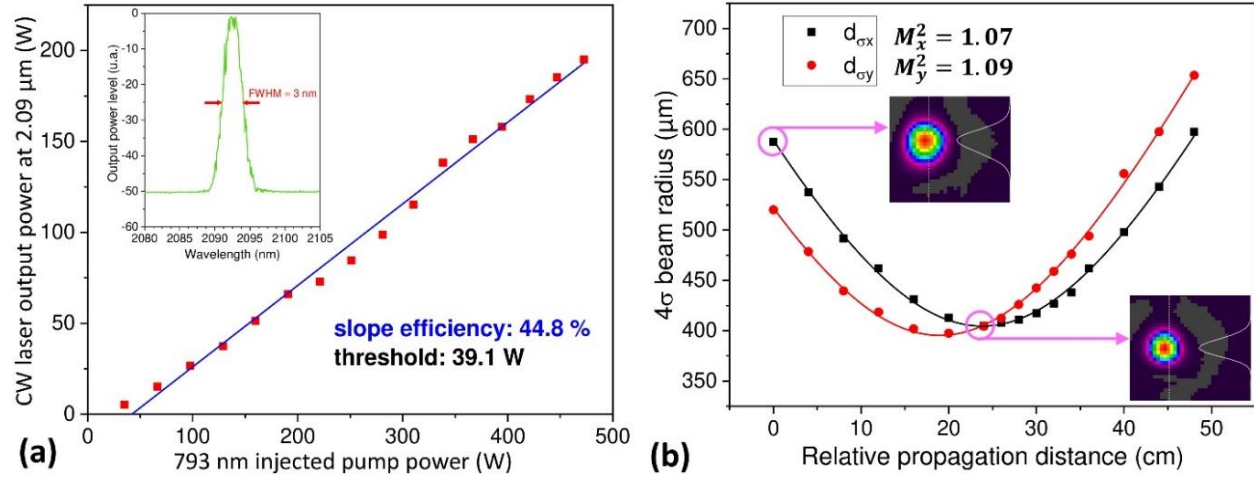 CW laser output power at 2.09 µm (W)
200
150
100
50
0
0
100
200
300
400
500
793 nm injected pump power (W)
(a)
Output power level (u.a.)
0
-10
-20
-30
-40
-50
-60
2080
2085
2090
2095
2100
2105
Wavelength (nm)
FWHM = 3 nm
slope efficiency: 44.8 %
threshold: 39.1 W
4σ beam radius (µm)
700
650
600
550
500
450
400
350
0
10
20
30
40
50
Relative propagation distance (cm)
(b)
dσx M²x = 1.07
dσy M²y = 1.09